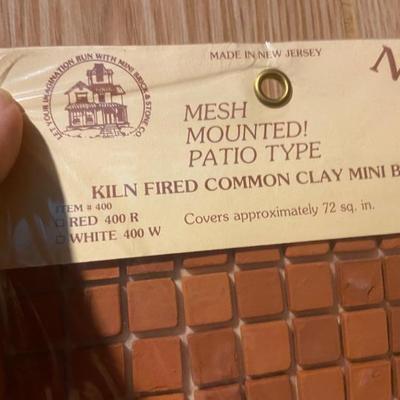 MADE IN NEW JERSEY
LET YOUR IMAGINATION RUN WITH MINI BRICK & STONE CO.
MESH
MOUNTED!
PATIO TYPE
KILN FIRED COMMON CLAY MINI B
ITEM # 400
RED 400 R
WHITE 400 W
Covers approximately 72 sq. in.